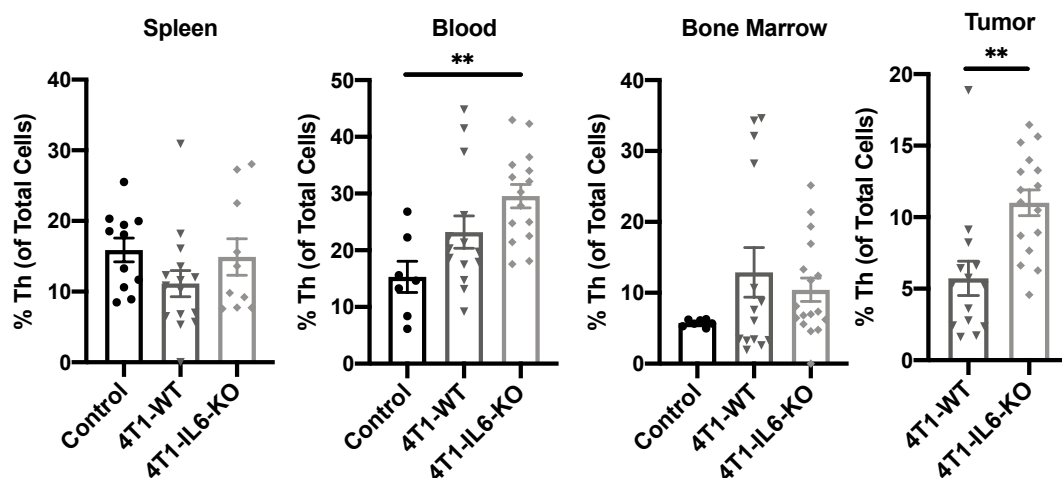 Spleen
% Th (of Total Cells)
40
30
20
10
0
Control
4T1-WT
4T1-IL6-KO
Blood
**
% Th (of Total Cells)
50
40
30
20
10
0
Control
4T1-WT
4T1-IL6-KO
Bone Marrow
% Th (of Total Cells)
40
30
20
10
0
Control
4T1-WT
4T1-IL6-KO
Tumor
**
% Th (of Total Cells)
20
15
10
5
0
4T1-WT
4T1-IL6-KO